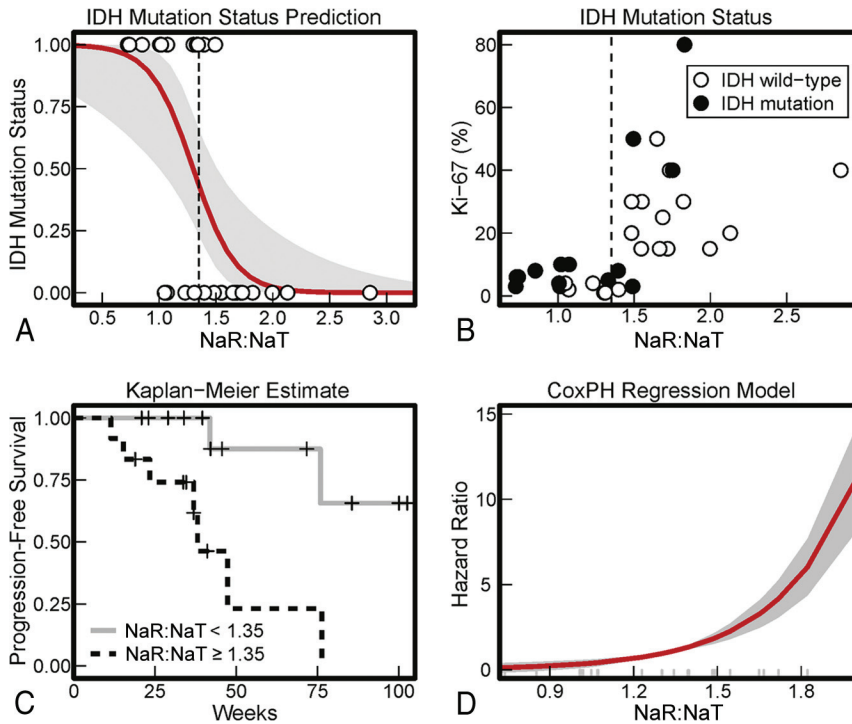 IDH Mutation Status Prediction
IDH Mutation Status
1.00
0.75
0.50
0.25
0.00
0.5 1.0 1.5 2.0 2.5 3.0
NaR:NaT
A
IDH Mutation Status
Ki−67 (%)
80
60
40
20
0
IDH wild−type
IDH mutation
1.0 1.5 2.0 2.5
NaR:NaT
B
Kaplan−Meier Estimate
Progression−Free Survival
1.00
0.75
0.50
0.25
0.00
NaR:NaT < 1.35
NaR:NaT ≥ 1.35
0 25 50 75 100
Weeks
C
CoxPH Regression Model
Hazard Ratio
15
10
5
0
0.9 1.2 1.5 1.8
NaR:NaT
D